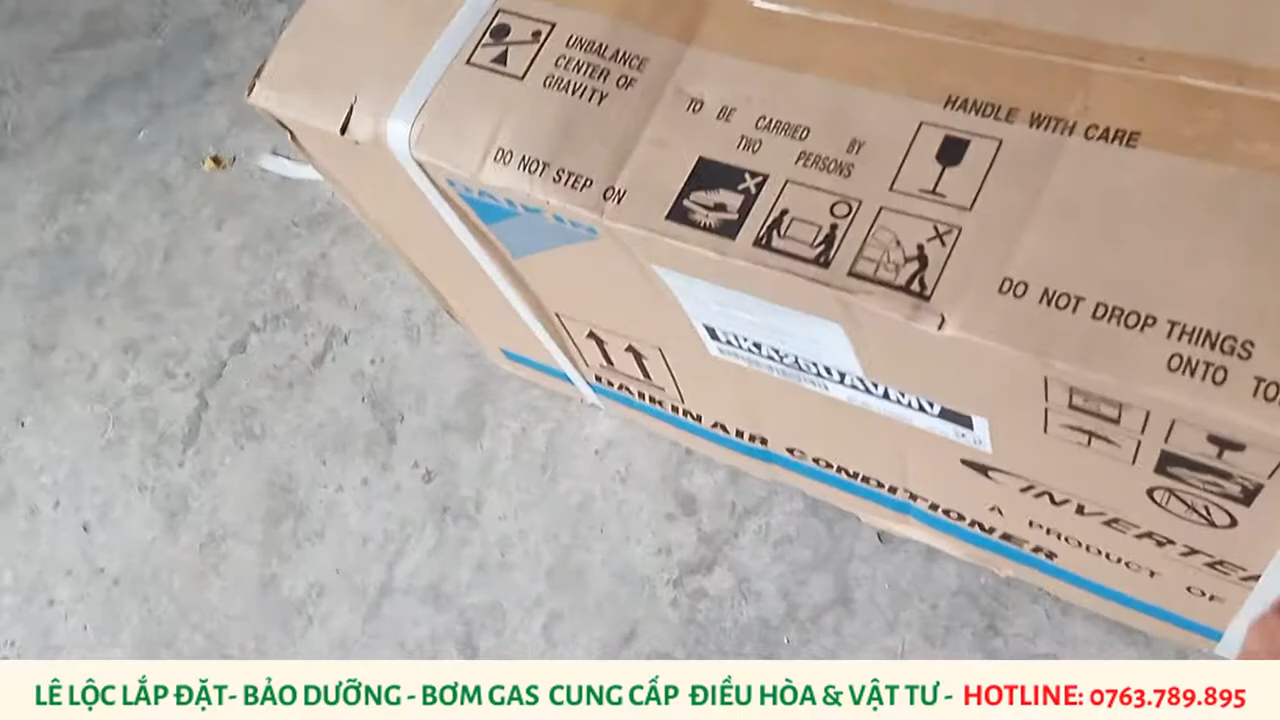 UNBALANCE
CENTER OF
GRAVITY
TO BE CARRIED BY
TWO PERSONS
HANDLE WITH CARE
DO NOT STEP ON
DAIKIN
DO NOT DROP THINGS
ONTO
RKA25UAVMV
DAIKIN AIR CONDITIONER
INVERTER
A PRODUCT OF
LÊ LỘC LẮP ĐẶT- BẢO DƯỠNG - BƠM GAS CUNG CẤP ĐIỀU HÒA & VẬT TƯ - HOTLINE: 0763.789.895